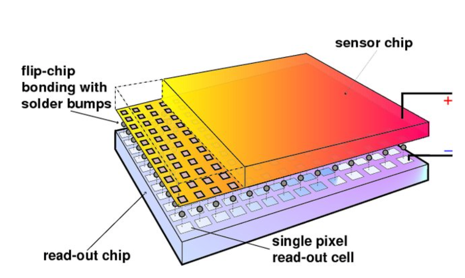 sensor chip
flip-chip
bonding with
solder bumps
+
–
read-out chip
single pixel
read-out cell